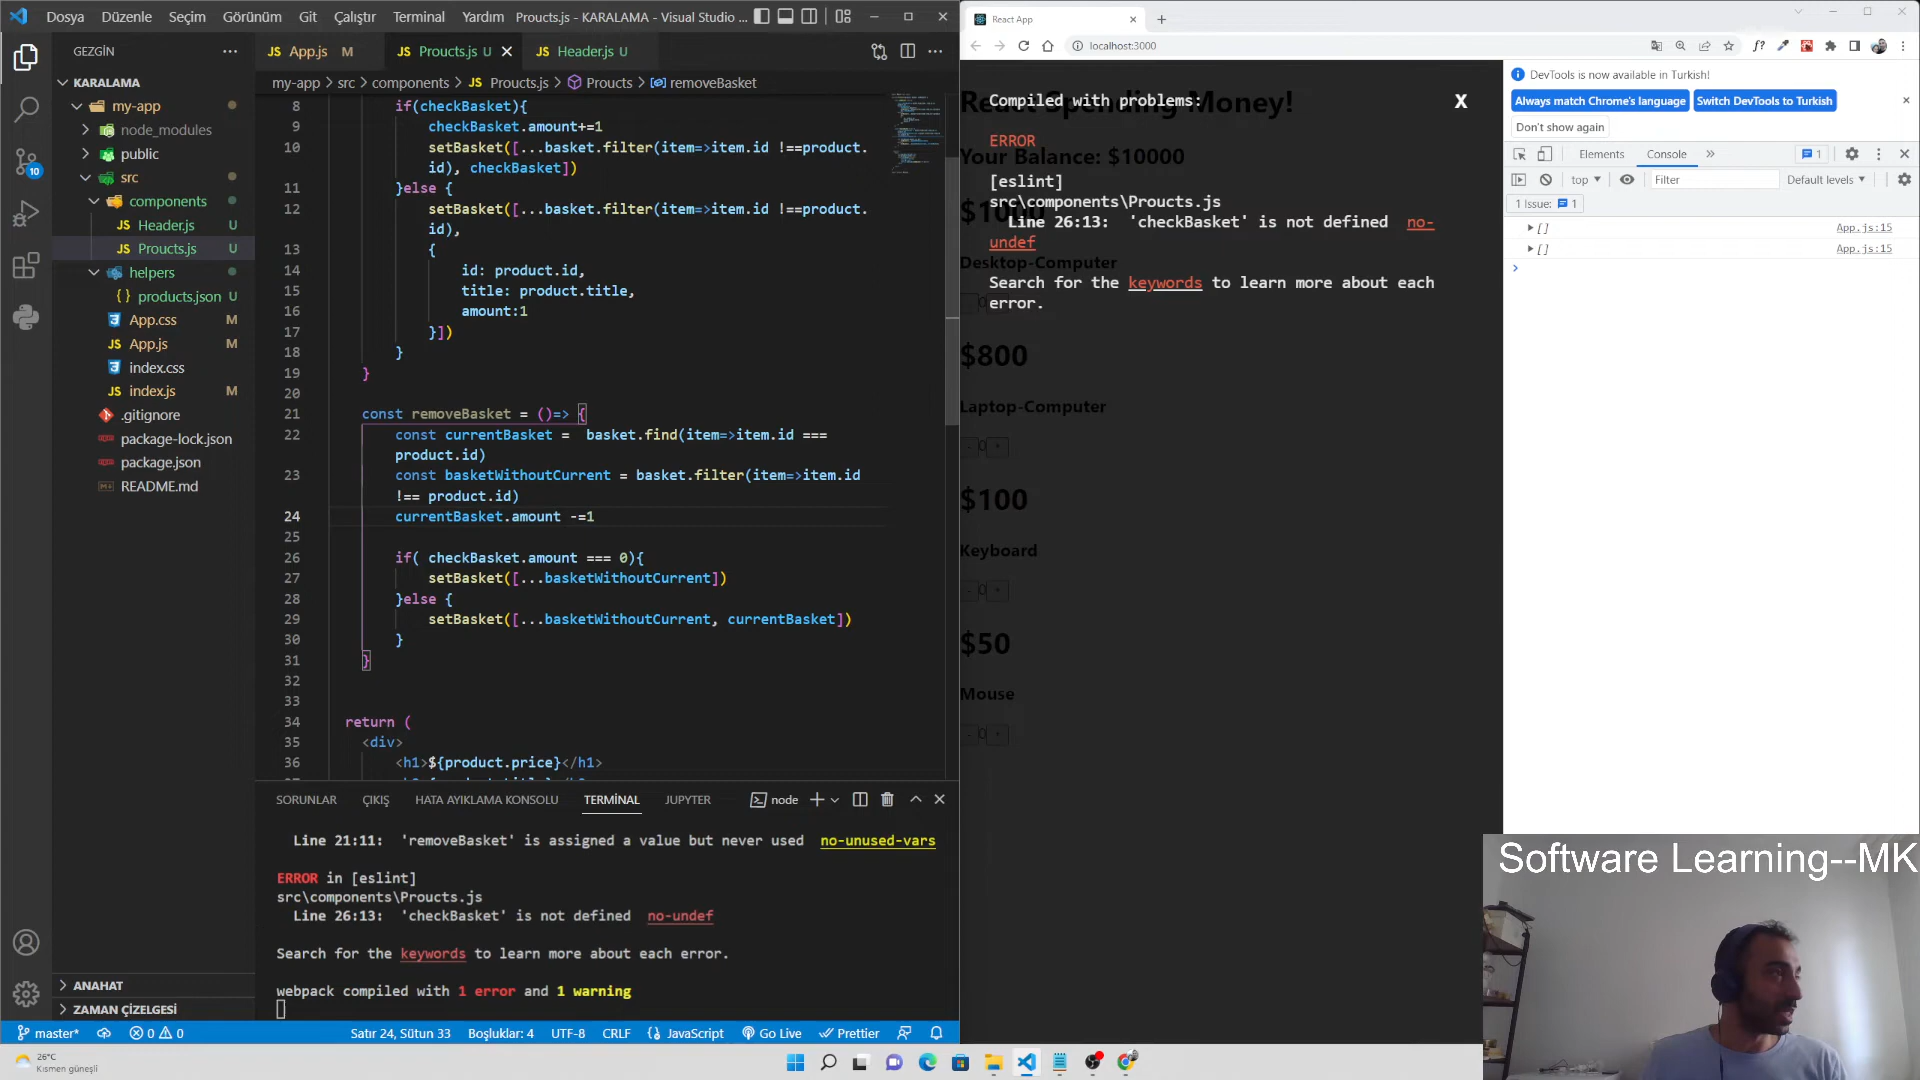 Dosya Düzenle Seçim Görünüm Git Çalıştır Terminal Yardım Proucts.js - KARALAMA - Visual Studio ...
GEZGİN
KARALAMA
my-app
node_modules
public
src
components
Header.js U
Proucts.js U
helpers
products.json U
App.css M
App.js M
index.css
index.js M
.gitignore
package-lock.json
package.json
README.md
ANAHAT
ZAMAN ÇİZELGESİ
10
App.js M Proucts.js U Header.js U
my-app > src > components > Proucts.js > Proucts > removeBasket
8 if(checkBasket){
9 checkBasket.amount+=1
10 setBasket([...basket.filter(item=>item.id !==product.
id), checkBasket])
11 }else {
12 setBasket([...basket.filter(item=>item.id !==product.
id),
13 {
14 id: product.id,
15 title: product.title,
16 amount:1
17 }])
18 }
19 }
20
21 const removeBasket = ()=> {
22 const currentBasket = basket.find(item=>item.id ===
product.id)
23 const basketWithoutCurrent = basket.filter(item=>item.id
!== product.id)
24 currentBasket.amount -=1
25
26 if( checkBasket.amount === 0){
27 setBasket([...basketWithoutCurrent])
28 }else {
29 setBasket([...basketWithoutCurrent, currentBasket])
30 }
31 }
32
33
34 return (
35 <div>
36 <h1>${product.price}</h1>
SORUNLAR ÇIKIŞ HATA AYIKLAMA KONSOLU TERMİNAL JUPYTER node
Line 21:11: 'removeBasket' is assigned a value but never used no-unused-vars
ERROR in [eslint]
src\components\Proucts.js
Line 26:13: 'checkBasket' is not defined no-undef
Search for the keywords to learn more about each error.
webpack compiled with 1 error and 1 warning
master* 0 0 Satır 24, Sütun 33 Boşluklar: 4 UTF-8 CRLF JavaScript Go Live Prettier
React App
localhost:3000
React Spending Money!
Compiled with problems: X
ERROR
Your Balance: $10000
[eslint]
src\components\Proucts.js
Line 26:13: 'checkBasket' is not defined no-
undef
Desktop-Computer
Search for the keywords to learn more about each
error.
$800
Laptop-Computer
- 0 +
$100
Keyboard
- 0 +
$50
Mouse
- 0 +
DevTools is now available in Turkish!
Always match Chrome's language Switch DevTools to Turkish
Don't show again
Elements Console 1
top Filter Default levels
1 Issue: 1
[] App.js:15
[] App.js:15
Software Learning--MK
26°C
Kısmen güneşli